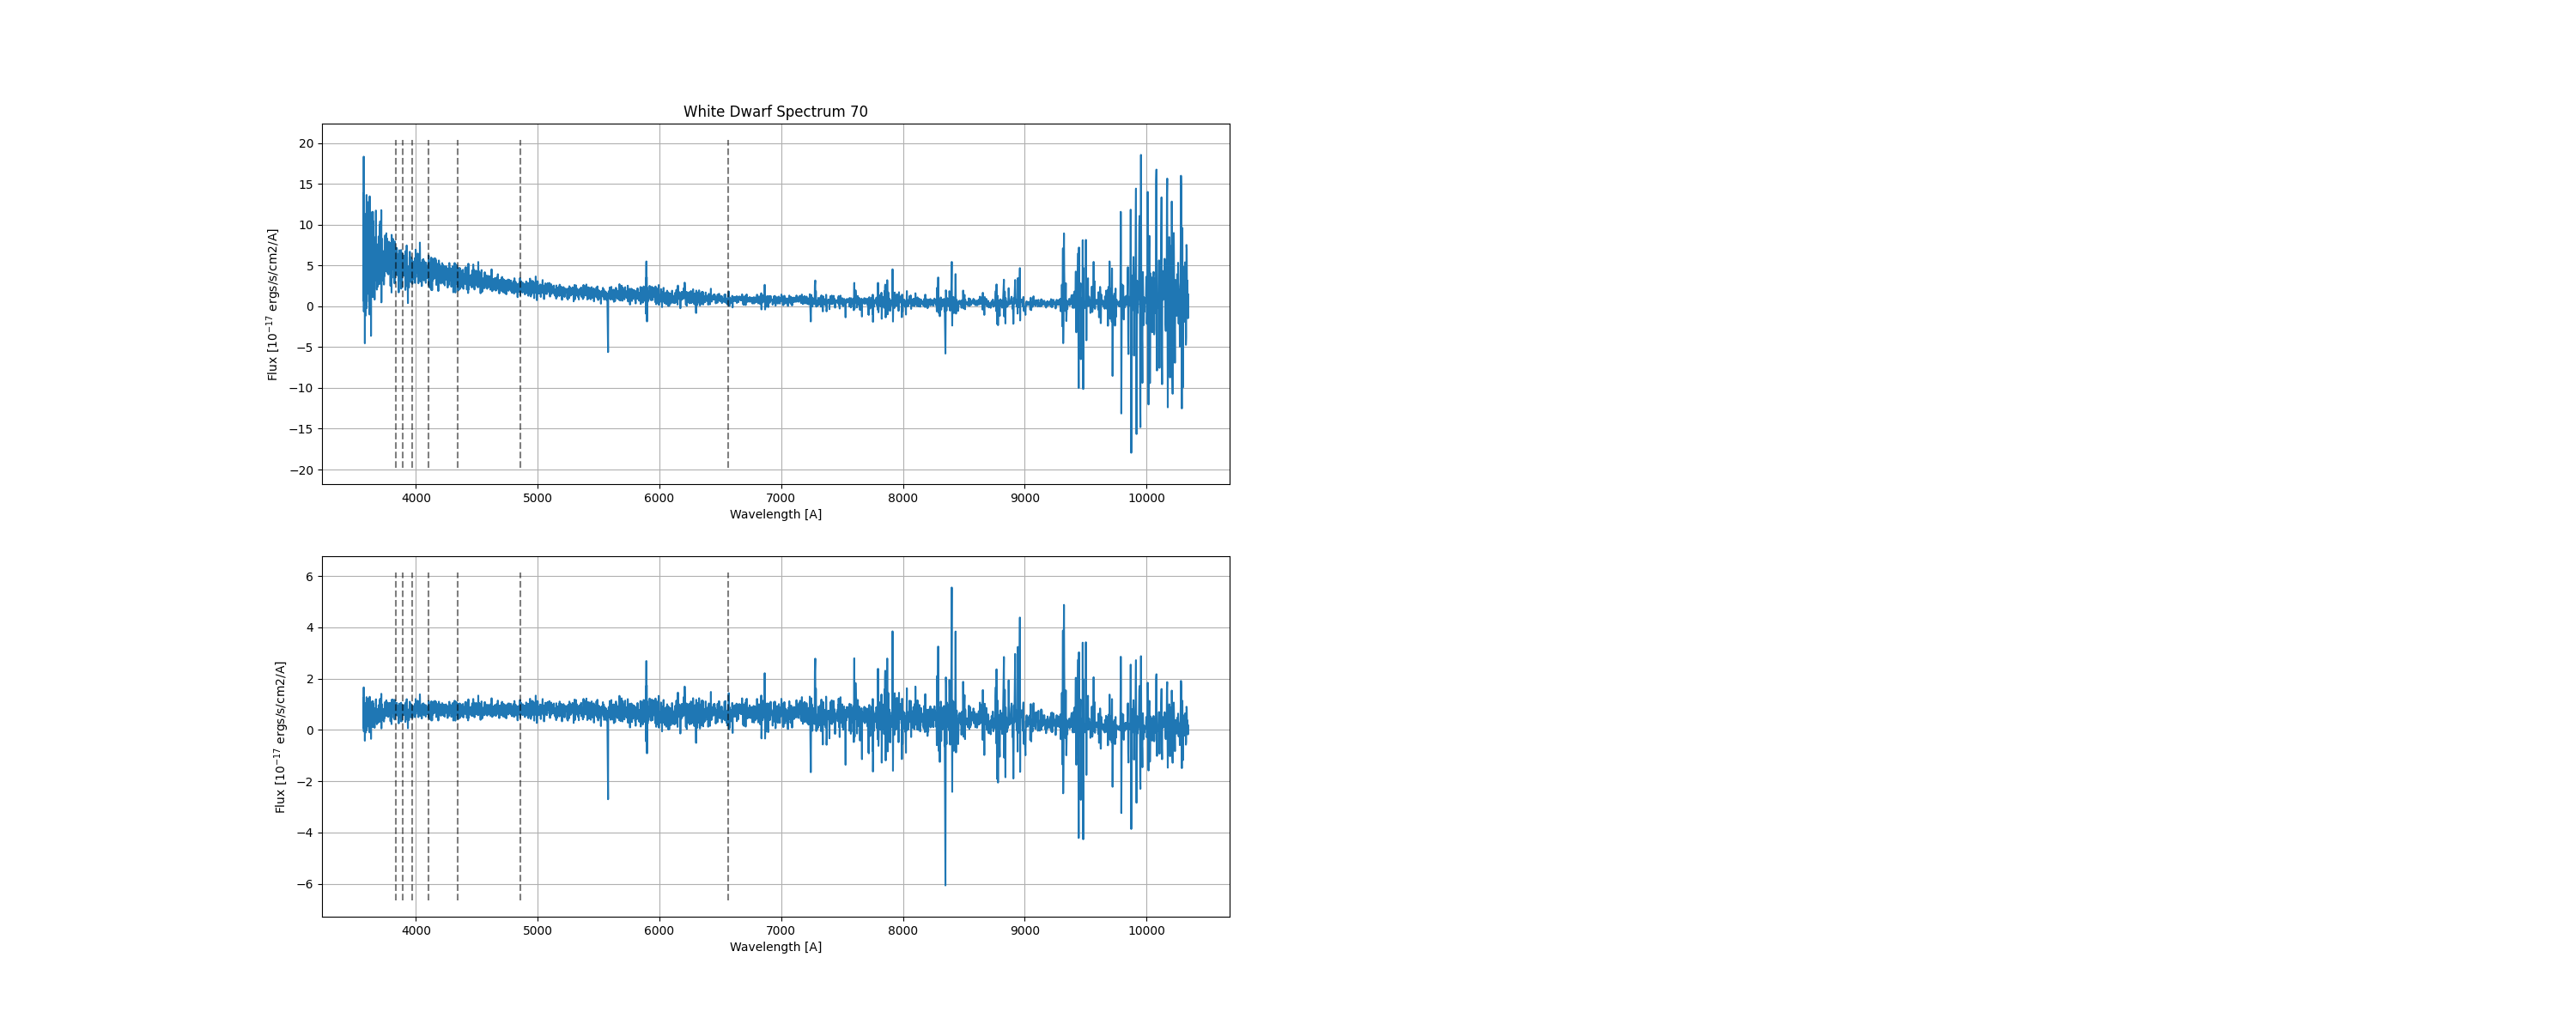 White Dwarf Spectrum 70
20
15
10
5
0
−5
−10
−15
−20
Flux [10⁻¹⁷ ergs/s/cm2/A]
4000 5000 6000 7000 8000 9000 10000
Wavelength [A]
6
4
2
0
−2
−4
−6
Flux [10⁻¹⁷ ergs/s/cm2/A]
4000 5000 6000 7000 8000 9000 10000
Wavelength [A]